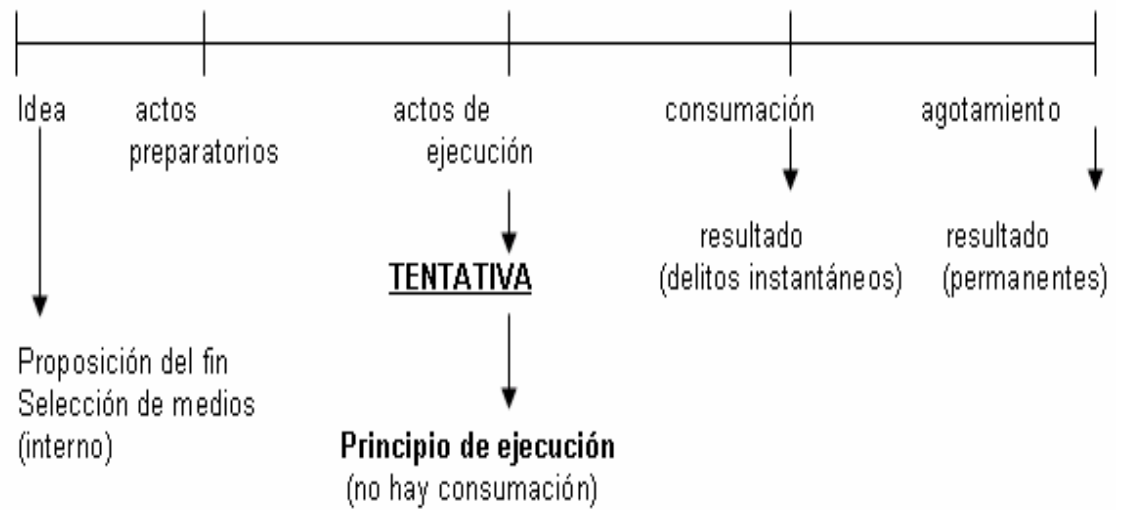 Idea actos actos de consumación agotamiento
preparatorios ejecución
resultado resultado
TENTATIVA (delitos instantáneos) (permanentes)
Proposición del fin
Selección de medios
(interno) Principio de ejecución
(no hay consumación)